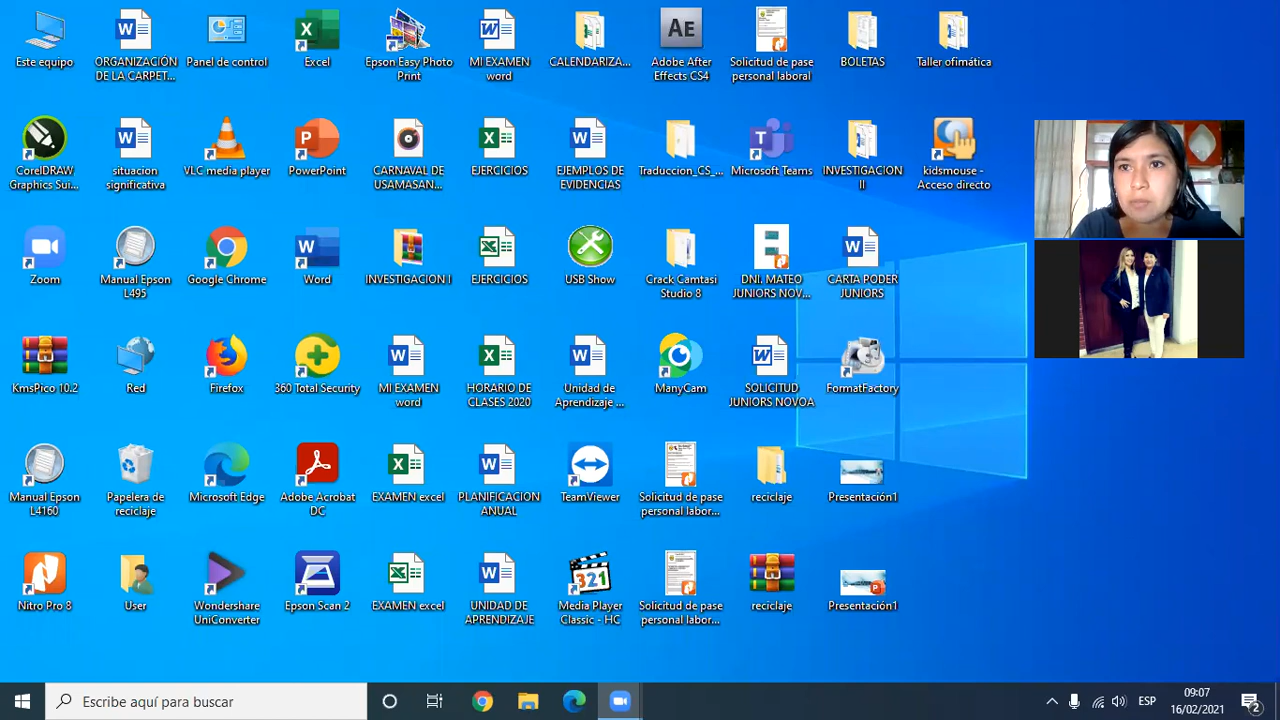 Este equipo
ORGANIZACIÓN
DE LA CARPET...
Panel de control
Excel
Epson Easy Photo
Print
MI EXAMEN
word
CALENDARIZA...
AE
Adobe After
Effects CS4
Solicitud de pase
personal laboral
BOLETAS
Taller ofimática
CorelDRAW
Graphics Sui...
situacion
significativa
VLC media player
PowerPoint
CARNAVAL DE
USAMASAN...
EJERCICIOS
EJEMPLOS DE
EVIDENCIAS
Traduccion_CS_...
Microsoft Teams
INVESTIGACION
II
kidsmouse -
Acceso directo
Zoom
Manual Epson
L495
Google Chrome
Word
INVESTIGACION I
EJERCICIOS
USB Show
Crack Camtasi
Studio 8
DNI. MATEO
JUNIORS NOV...
CARTA PODER
JUNIORS
KmsPico 10.2
Red
Firefox
360 Total Security
MI EXAMEN
word
HORARIO DE
CLASES 2020
Unidad de
Aprendizaje ...
ManyCam
SOLICITUD
JUNIORS NOVOA
FormatFactory
Manual Epson
L4160
Papelera de
reciclaje
Microsoft Edge
Adobe Acrobat
DC
EXAMEN excel
PLANIFICACION
ANUAL
TeamViewer
Solicitud de pase
personal labor...
reciclaje
Presentación1
Nitro Pro 8
User
Wondershare
UniConverter
Epson Scan 2
EXAMEN excel
UNIDAD DE
APRENDIZAJE
321
Media Player
Classic - HC
Solicitud de pase
personal labor...
reciclaje
Presentación1
Escribe aquí para buscar
ESP
09:07
16/02/2021
2